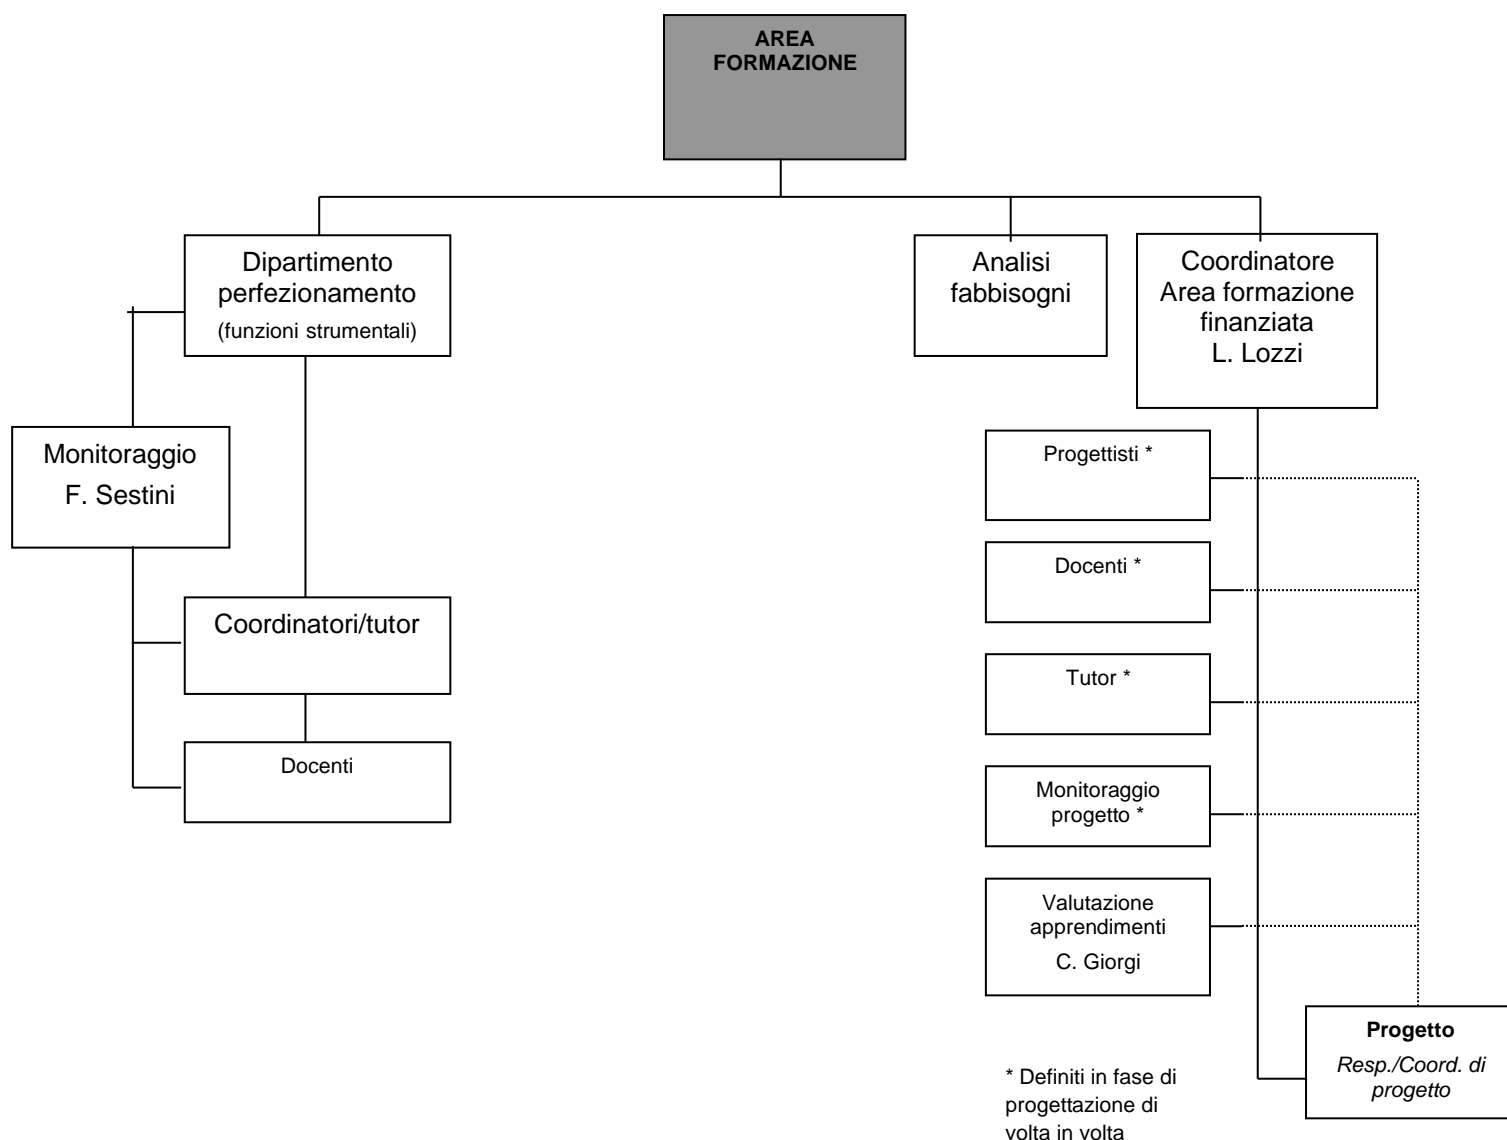 AREA
FORMAZIONE
Dipartimento
perfezionamento
(funzioni strumentali)
Analisi
fabbisogni
Coordinatore
Area formazione
finanziata
L. Lozzi
Monitoraggio
F. Sestini
Coordinatori/tutor
Docenti
Progettisti *
Docenti *
Tutor *
Monitoraggio
progetto *
Valutazione
apprendimenti
C. Giorgi
Progetto
Resp./Coord. di
progetto
* Definiti in fase di
progettazione di
volta in volta